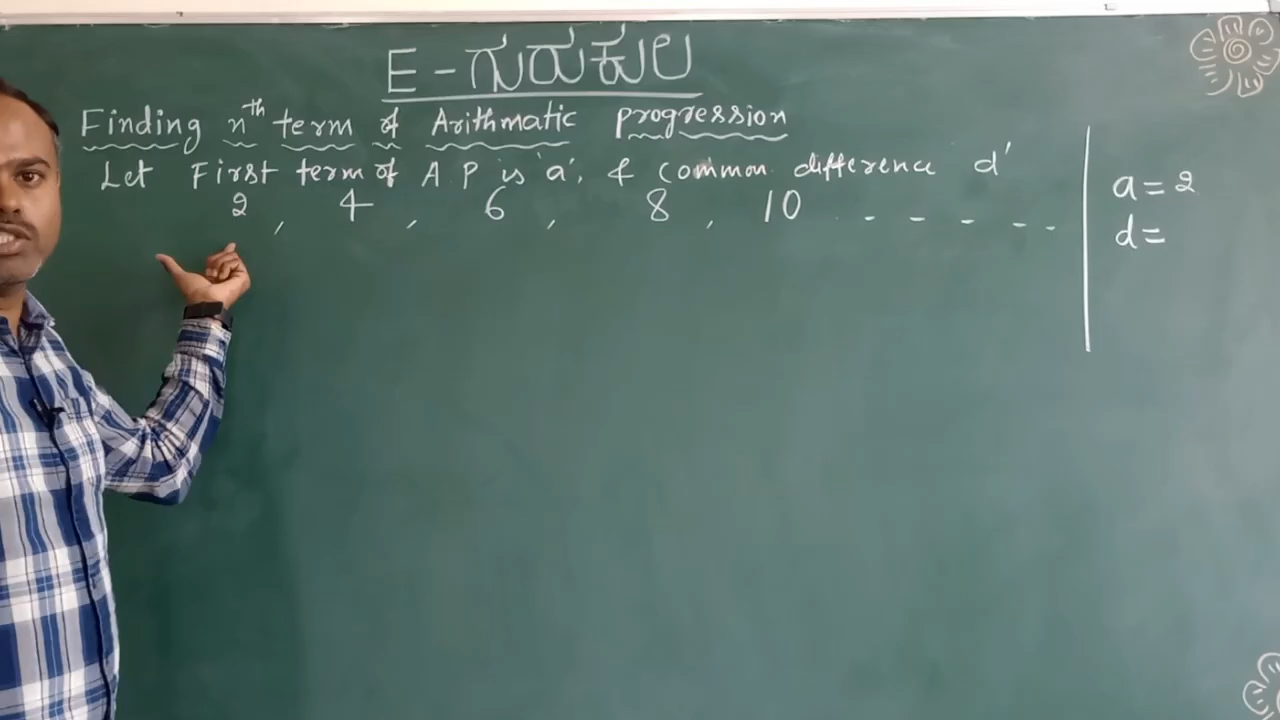 E - ಗುರುಕುಲ
Finding nth term of Arithmatic progression
Let First term of A.P is 'a', & common difference d'
2 , 4 , 6 , 8 , 10 - - - - -
a = 2
d =